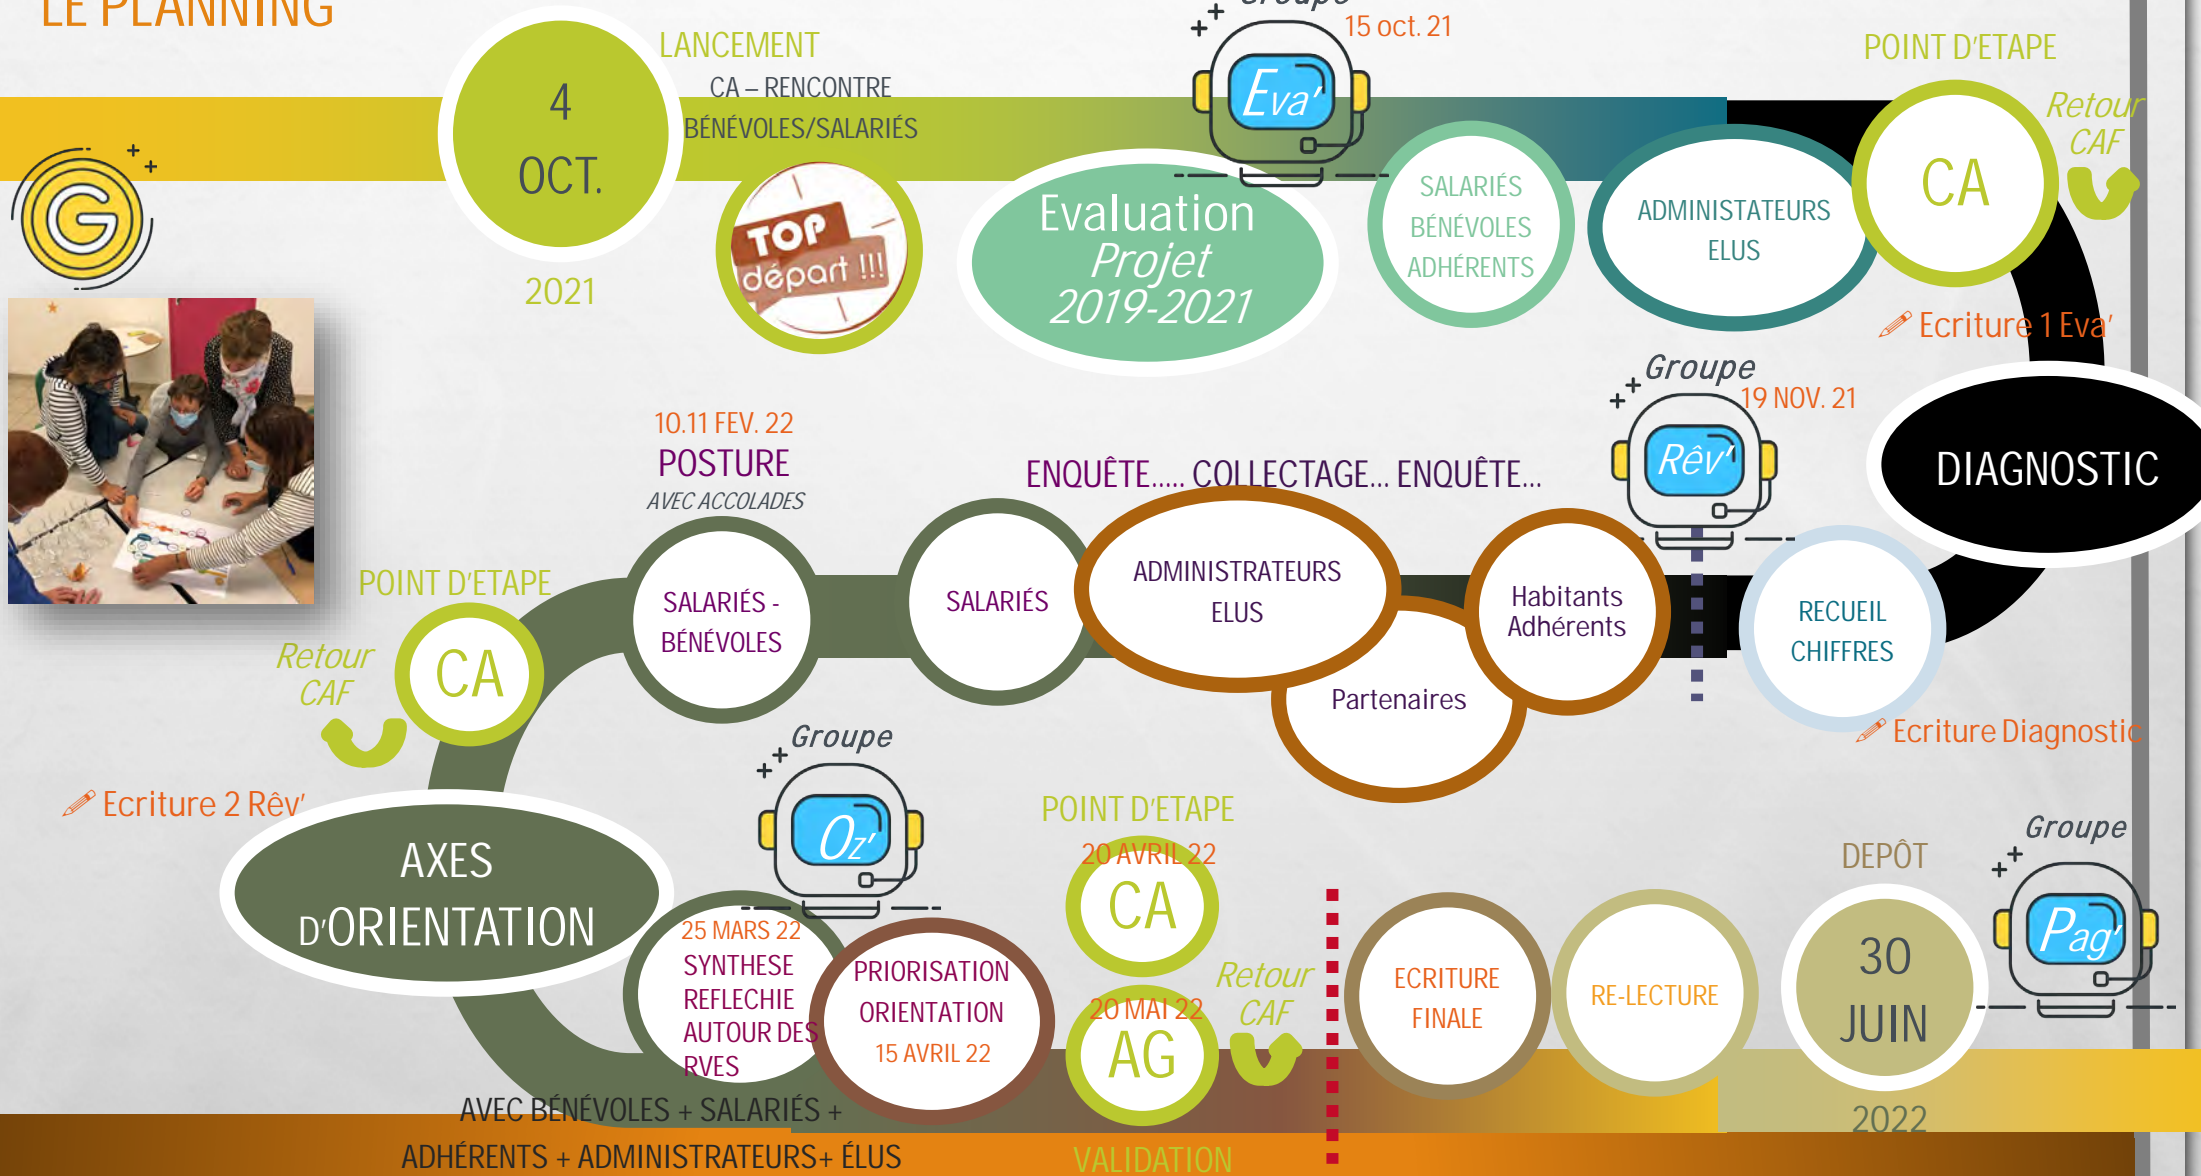 LE PLANNING
4
OCT.
2021
LANCEMENT
CA – RENCONTRE
BÉNÉVOLES/SALARIÉS
TOP
départ !!!
G
Evaluation
Projet
2019-2021
Groupe
15 oct. 21
Eva'
SALARIÉS
BÉNÉVOLES
ADHÉRENTS
ADMINISTATEURS
ELUS
POINT D'ETAPE
CA
Retour
CAF
Ecriture 1 Eva'
DIAGNOSTIC
Groupe
19 NOV. 21
Rêv'
RECUEIL
CHIFFRES
Ecriture Diagnostic
ENQUÊTE..... COLLECTAGE... ENQUÊTE...
Habitants
Adhérents
Partenaires
ADMINISTRATEURS
ELUS
SALARIÉS
10.11 FEV. 22
POSTURE
AVEC ACCOLADES
SALARIÉS -
BÉNÉVOLES
POINT D'ETAPE
CA
Retour
CAF
Ecriture 2 Rêv'
AXES
D'ORIENTATION
Groupe
Oz'
25 MARS 22
SYNTHESE
REFLECHIE
AUTOUR DES
RVES
PRIORISATION
ORIENTATION
15 AVRIL 22
AVEC BÉNÉVOLES + SALARIÉS +
ADHÉRENTS + ADMINISTRATEURS+ ÉLUS
POINT D'ETAPE
20 AVRIL 22
CA
20 MAI 22
AG
Retour
CAF
VALIDATION
ECRITURE
FINALE
RE-LECTURE
DEPÔT
30
JUIN
2022
Groupe
Pag'